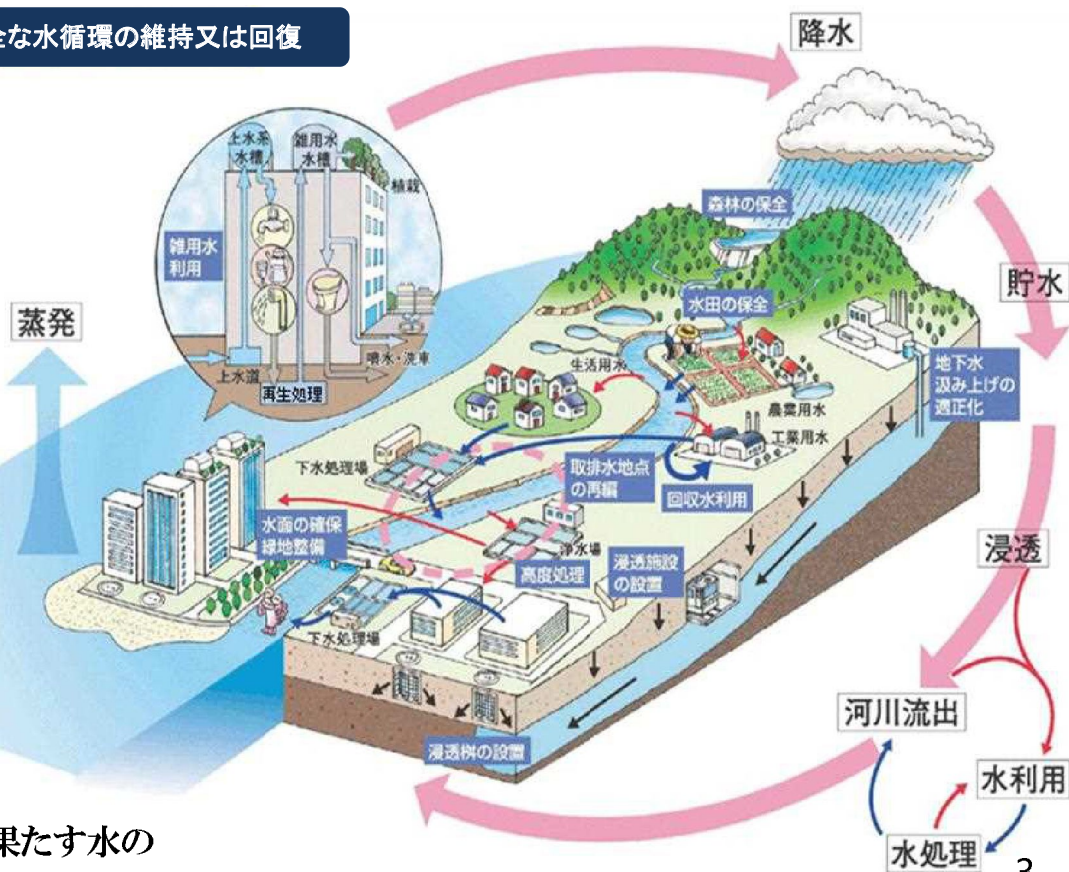 全な水循環の維持又は回復
降水
上水系
水槽
雑用水
水槽
植栽
雑用水
利用
森林の保全
貯水
蒸発
水田の保全
地下水
汲み上げの
適正化
上水道
噴水・洗車
再生処理
生活用水
農業用水
工業用水
下水処理場
取排水地点
の再編
回収水利用
水面の確保
緑地整備
浄水場
高度処理
浸透施設
の設置
浸透
下水処理場
河川流出
浸透桝の設置
水利用
水処理
果たす水の
3